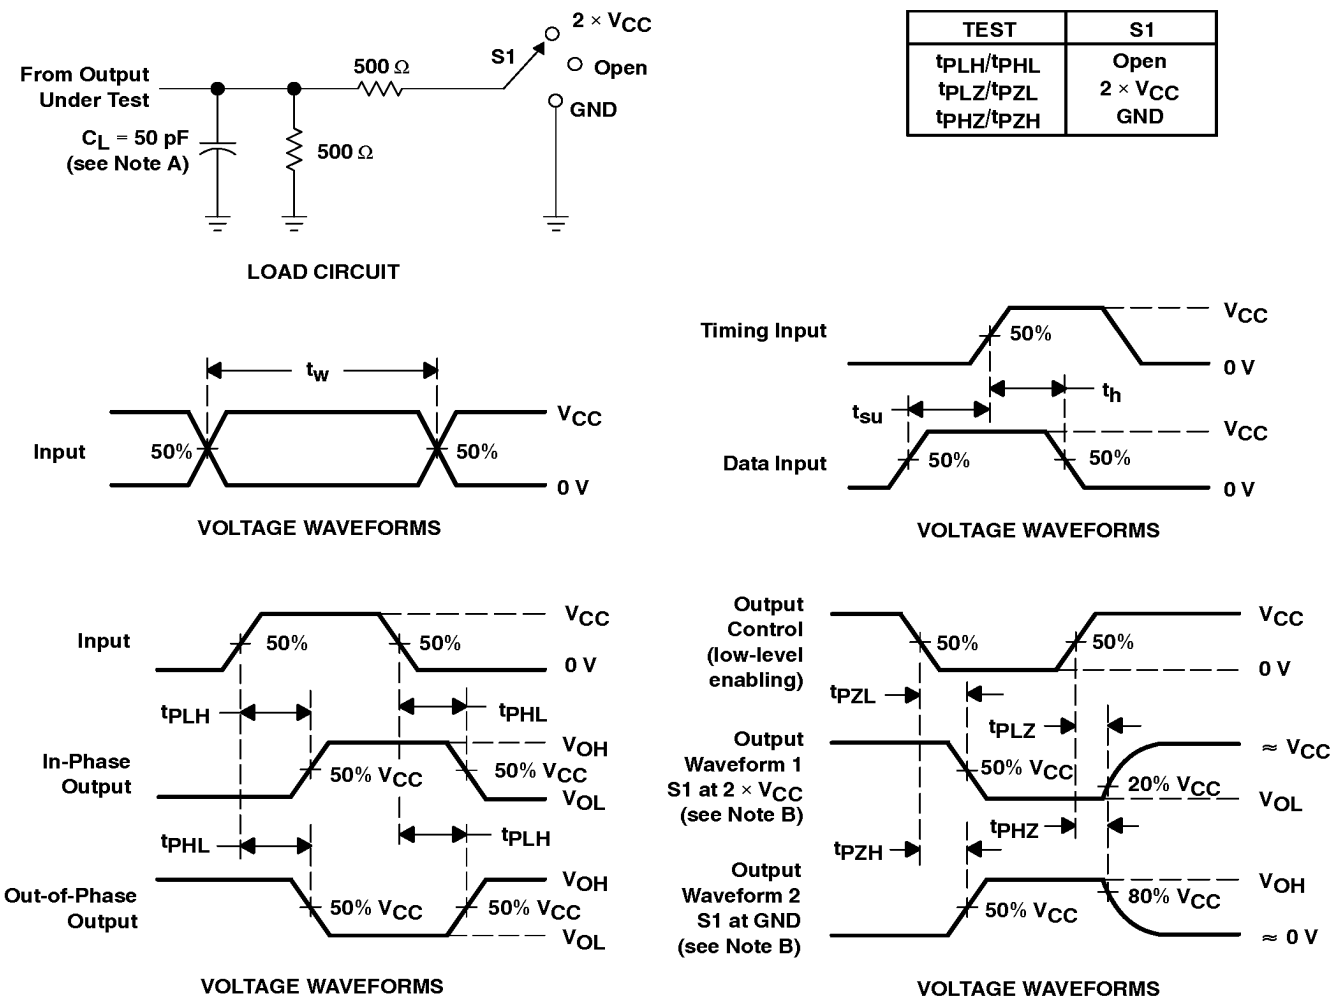 2 × VCC
S1
Open
GND
From Output
Under Test
500 Ω
CL = 50 pF
(see Note A)
500 Ω
LOAD CIRCUIT
TEST S1
tPLH/tPHL Open
tPLZ/tPZL 2 × VCC
tPHZ/tPZH GND
tw
VCC
Input 50% 50%
0 V
VOLTAGE WAVEFORMS
Timing Input 50% VCC
0 V
th
tsu
VCC
Data Input 50% 50%
0 V
VOLTAGE WAVEFORMS
VCC
Input 50% 50%
0 V
tPLH tPHL
VOH
In-Phase
Output
50% VCC 50% VCC
VOL
tPHL tPLH
VOH
Out-of-Phase
Output
50% VCC 50% VCC
VOL
VOLTAGE WAVEFORMS
Output
Control
(low-level
enabling)
VCC
50% 50%
0 V
tPZL
tPLZ
Output
Waveform 1
S1 at 2 × VCC
(see Note B)
≈ VCC
50% VCC 20% VCC
VOL
tPHZ
tPZH
Output
Waveform 2
S1 at GND
(see Note B)
VOH
50% VCC 80% VCC
≈ 0 V
VOLTAGE WAVEFORMS